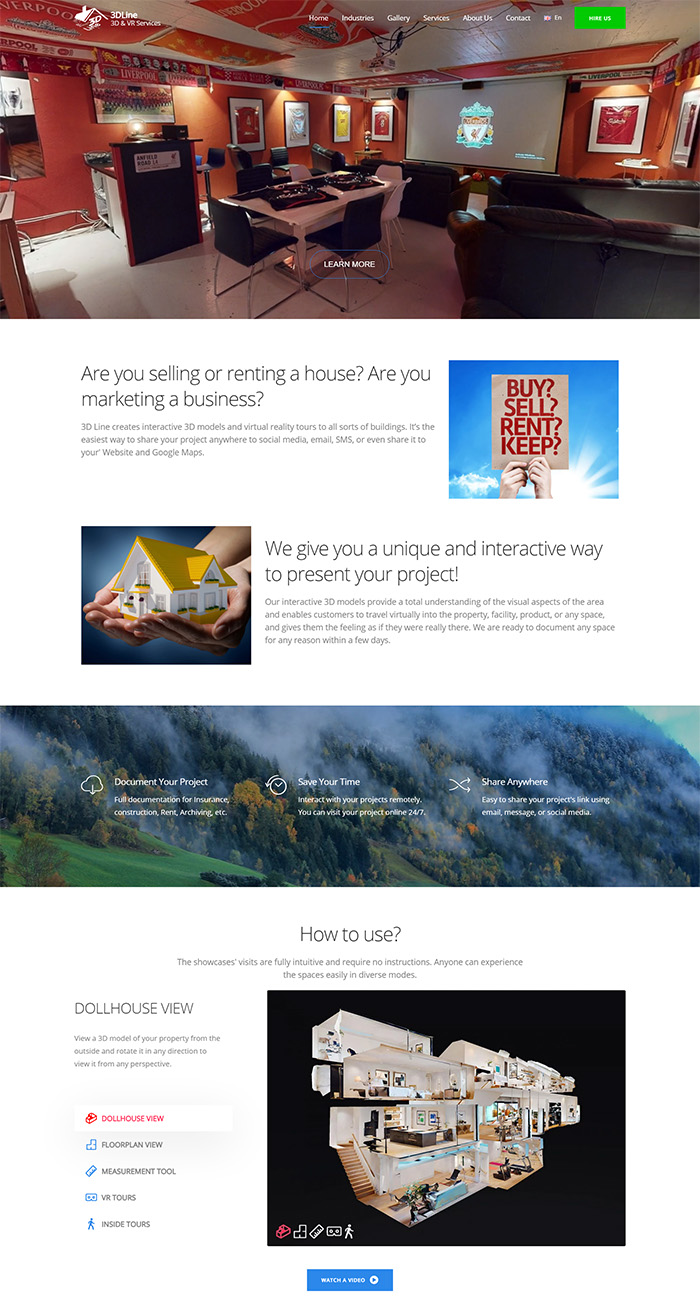 3DLine
3D & VR Services
Home Industries Gallery Services About Us Contact En HIRE US
LIVERPOOL
LIVERPOOL
LIVERPOOL
ANFIELD
ROAD L4
LEARN MORE
Are you selling or renting a house? Are you
marketing a business?
3D Line creates interactive 3D models and virtual reality tours to all sorts of buildings. It's the
easiest way to share your project anywhere to social media, email, SMS, or even share it to
your' Website and Google Maps.
BUY?
SELL?
RENT?
KEEP?
We give you a unique and interactive way
to present your project!
Our interactive 3D models provide a total understanding of the visual aspects of the area
and enables customers to travel virtually into the property, facility, product, or any space,
and gives them the feeling as if they were really there. We are ready to document any space
for any reason within a few days.
Document Your Project
Full documentation for Insurance,
construction, Rent, Archiving, etc.
Save Your Time
Interact with your projects remotely.
You can visit your project online 24/7.
Share Anywhere
Easy to share your project's link using
email, message, or social media.
How to use?
The showcases' visits are fully intuitive and require no instructions. Anyone can experience
the spaces easily in diverse modes.
DOLLHOUSE VIEW
View a 3D model of your property from the
outside and rotate it in any direction to
view it from any perspective.
DOLLHOUSE VIEW
FLOORPLAN VIEW
MEASUREMENT TOOL
VR TOURS
INSIDE TOURS
WATCH A VIDEO